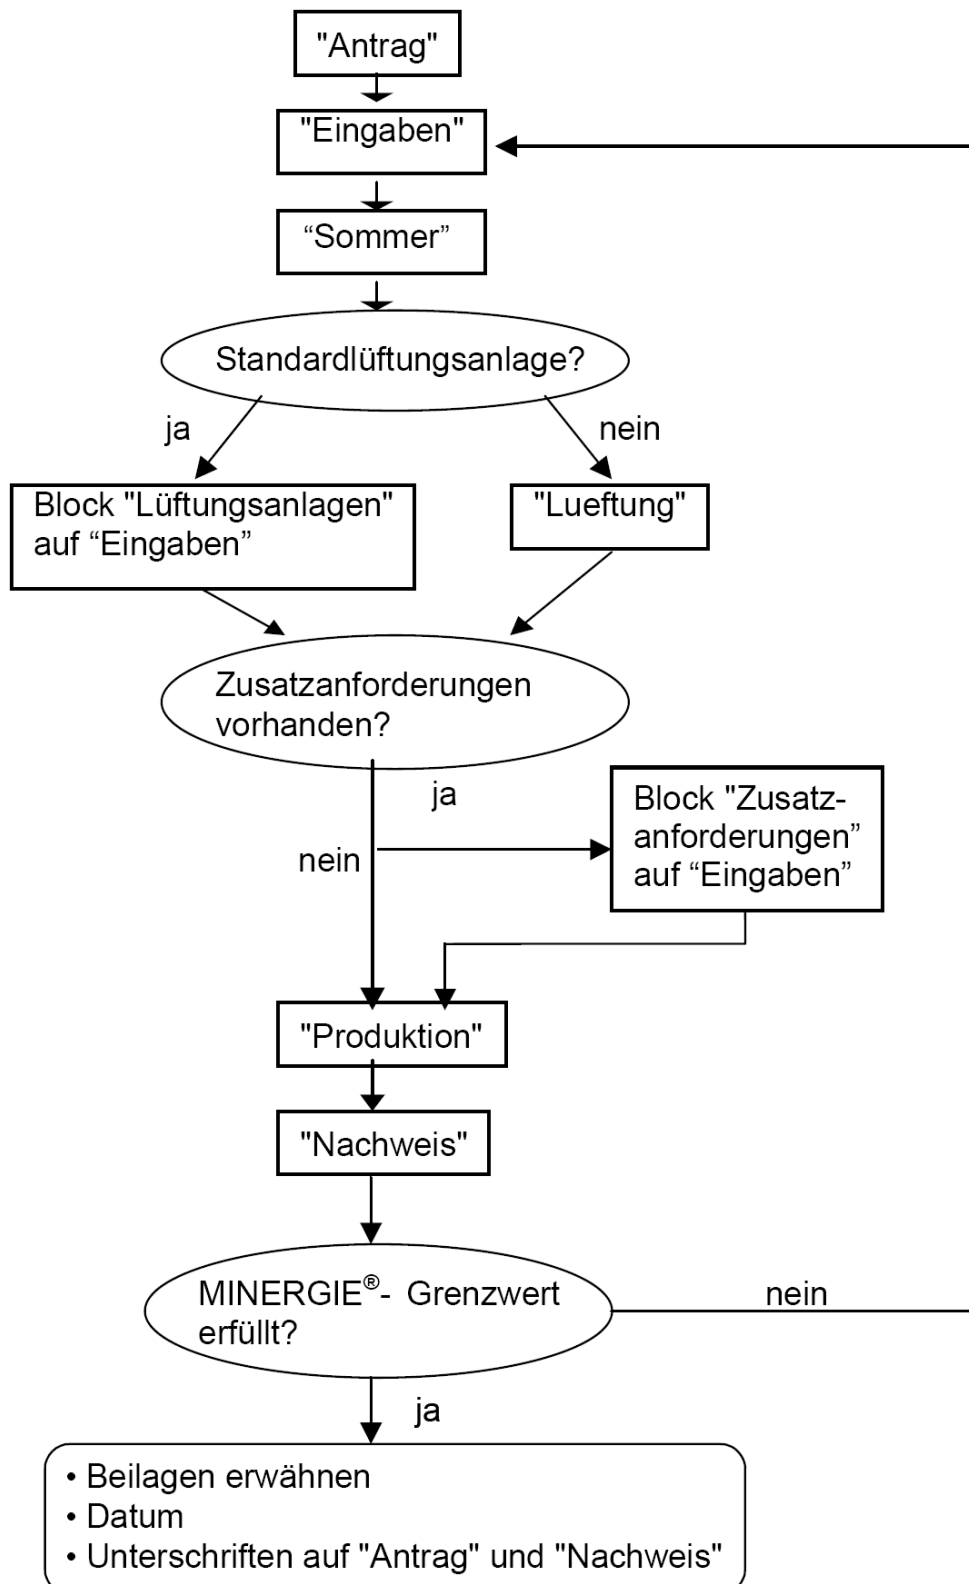 "Antrag"
"Eingaben"
“Sommer”
Standardlüftungsanlage?
ja
nein
Block "Lüftungsanlagen"
auf “Eingaben”
"Lueftung"
Zusatzanforderungen
vorhanden?
ja
nein
Block "Zusatz-
anforderungen”
auf “Eingaben”
"Produktion"
"Nachweis"
MINERGIE®- Grenzwert
erfüllt?
nein
ja
• Beilagen erwähnen
• Datum
• Unterschriften auf "Antrag" und "Nachweis"